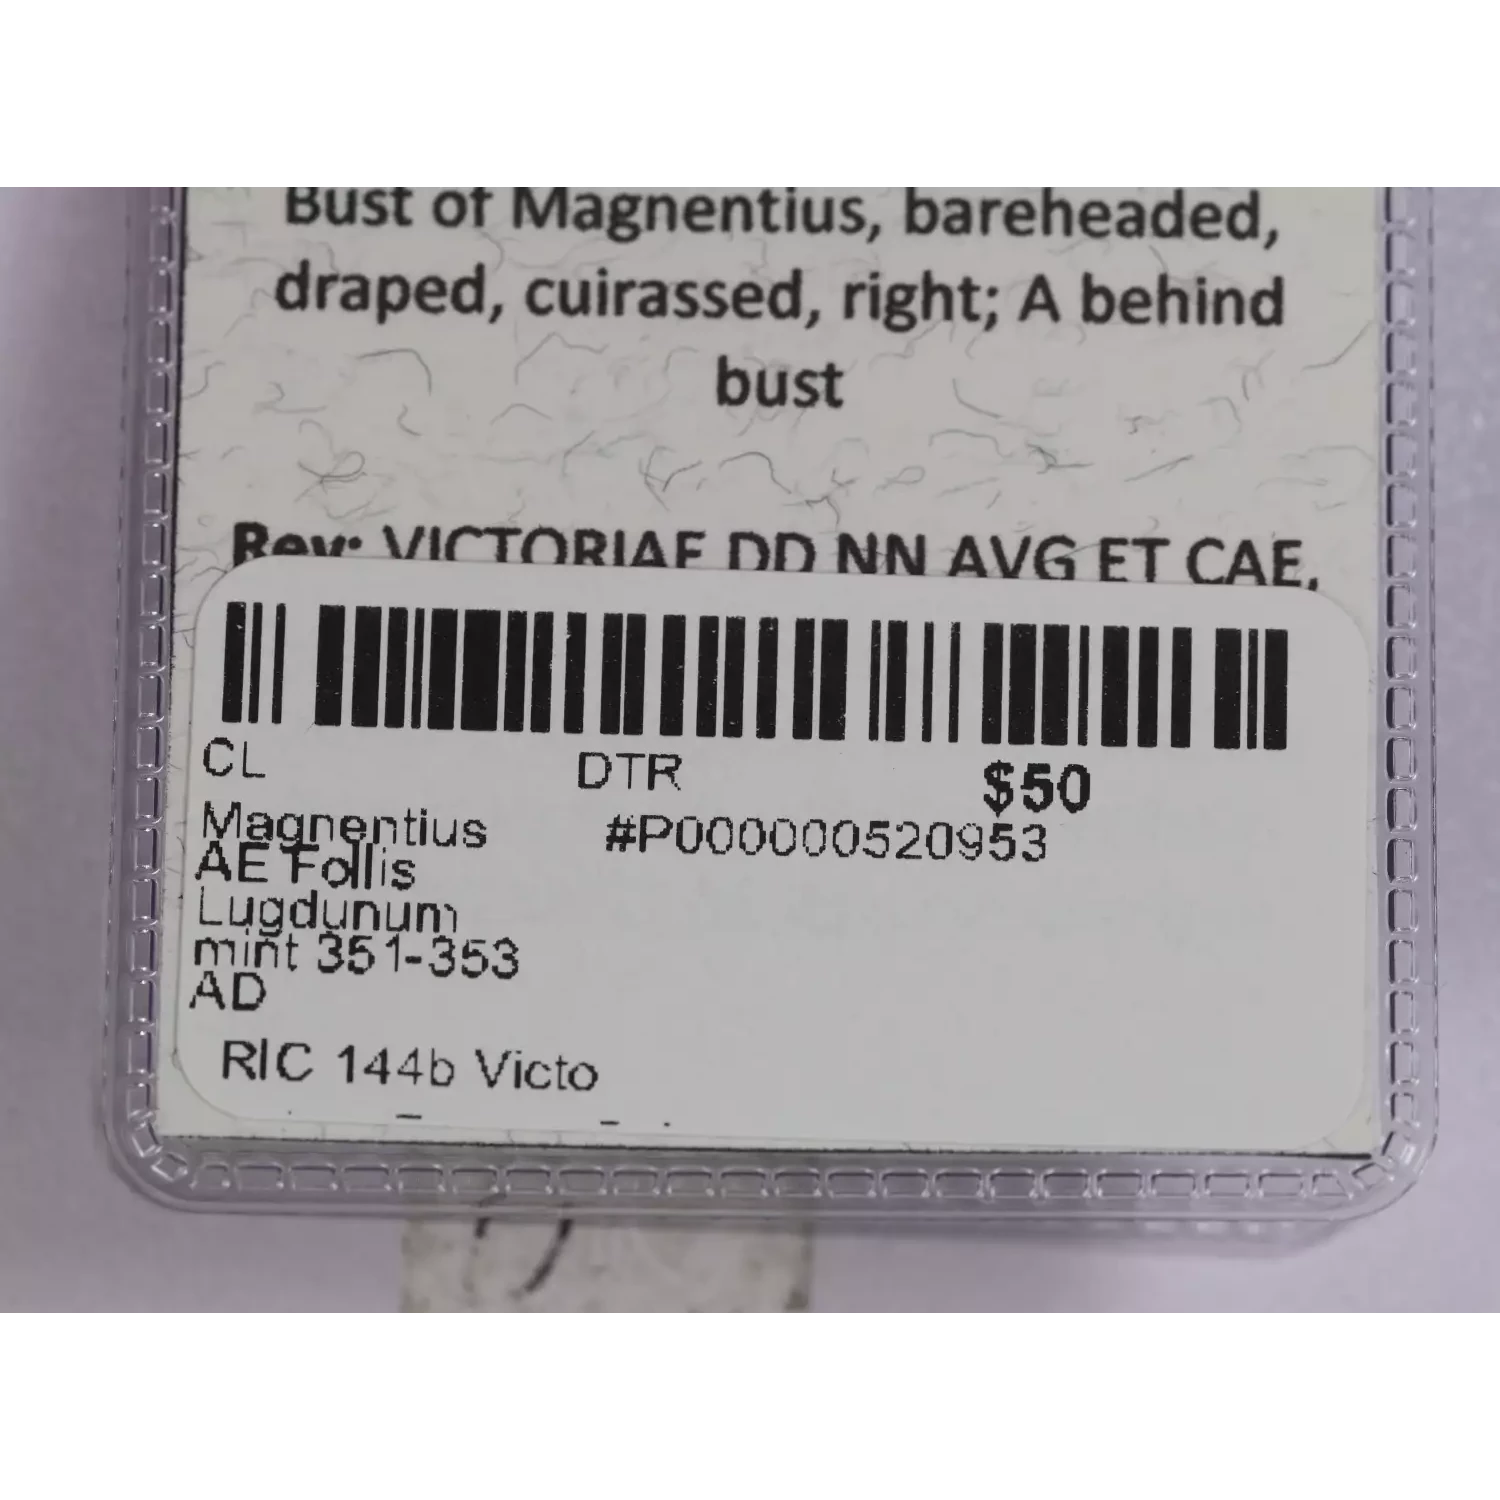 Bust of Magnentius, bareheaded,
draped, cuirassed, right; A behind
bust
Rev: VICTORIAE DD NN AVG ET CAE,
CL DTR $50
Magnentius #P000000520953
AE Follis
Lugdunum
mint 351-353
AD
RIC 144b Victo